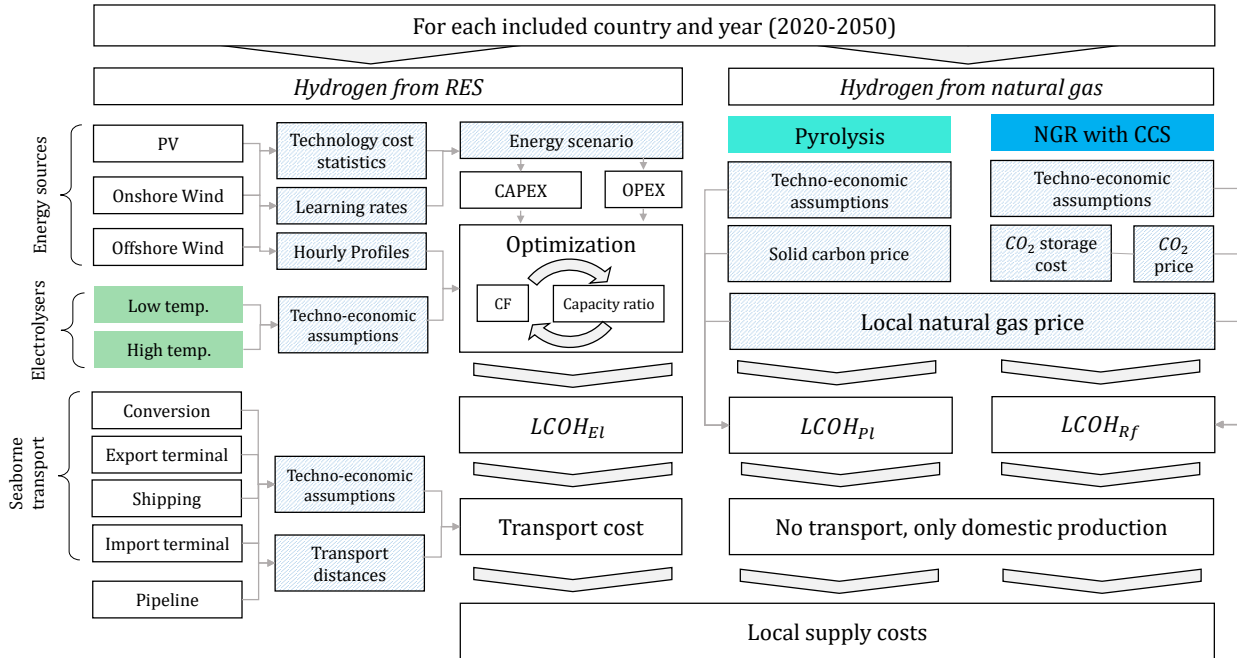 For each included country and year (2020-2050)
Hydrogen from RES
Hydrogen from natural gas
Energy sources
PV
Onshore Wind
Offshore Wind
Technology cost
statistics
Learning rates
Hourly Profiles
Energy scenario
CAPEX
OPEX
Optimization
CF
Capacity ratio
Electrolysers
Low temp.
High temp.
Techno-economic
assumptions
Pyrolysis
NGR with CCS
Techno-economic
assumptions
Techno-economic
assumptions
Solid carbon price
CO₂ storage
cost
CO₂
price
Local natural gas price
LCOH_El
LCOH_Pl
LCOH_Rf
Seaborne
transport
Conversion
Export terminal
Shipping
Import terminal
Pipeline
Techno-economic
assumptions
Transport
distances
Transport cost
No transport, only domestic production
Local supply costs